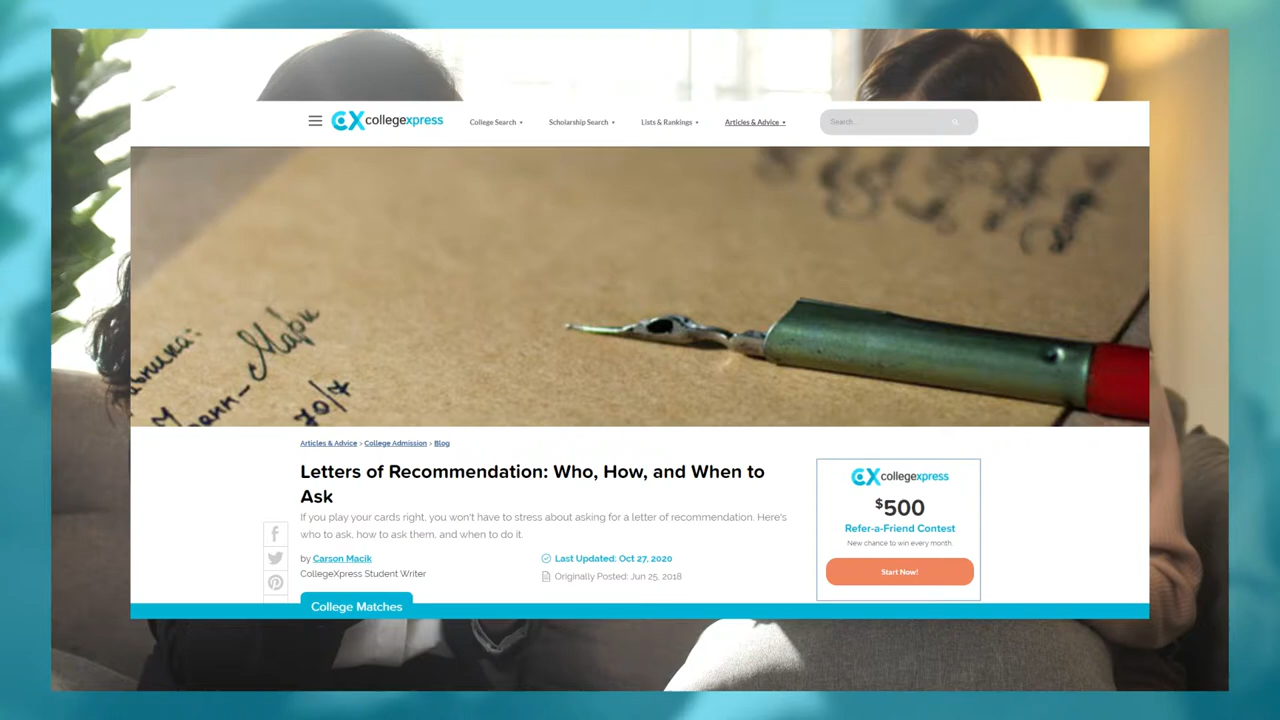 collegexpress
College Search
Scholarship Search
Lists & Rankings
Articles & Advice
Search...
Мари
70/7
Articles & Advice > College Admission > Blog
Letters of Recommendation: Who, How, and When to
Ask
If you play your cards right, you won't have to stress about asking for a letter of recommendation. Here's
who to ask, how to ask them, and when to do it.
by Carson Macik
CollegeXpress Student Writer
Last Updated: Oct 27, 2020
Originally Posted: Jun 25, 2018
College Matches
collegexpress
$500
Refer-a-Friend Contest
New chance to win every month.
Start Now!